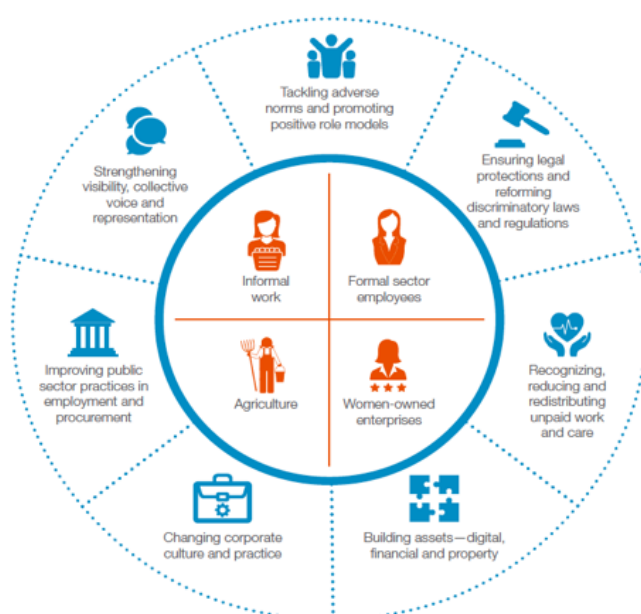 Tackling adverse
norms and promoting
positive role models
Ensuring legal
protections and
reforming
discriminatory laws
and regulations
Recognizing,
reducing and
redistributing
unpaid work
and care
Building assets—digital,
financial and property
Changing corporate
culture and practice
Improving public
sector practices in
employment and
procurement
Strengthening
visibility, collective
voice and
representation
Informal
work
Formal sector
employees
Agriculture
Women-owned
enterprises